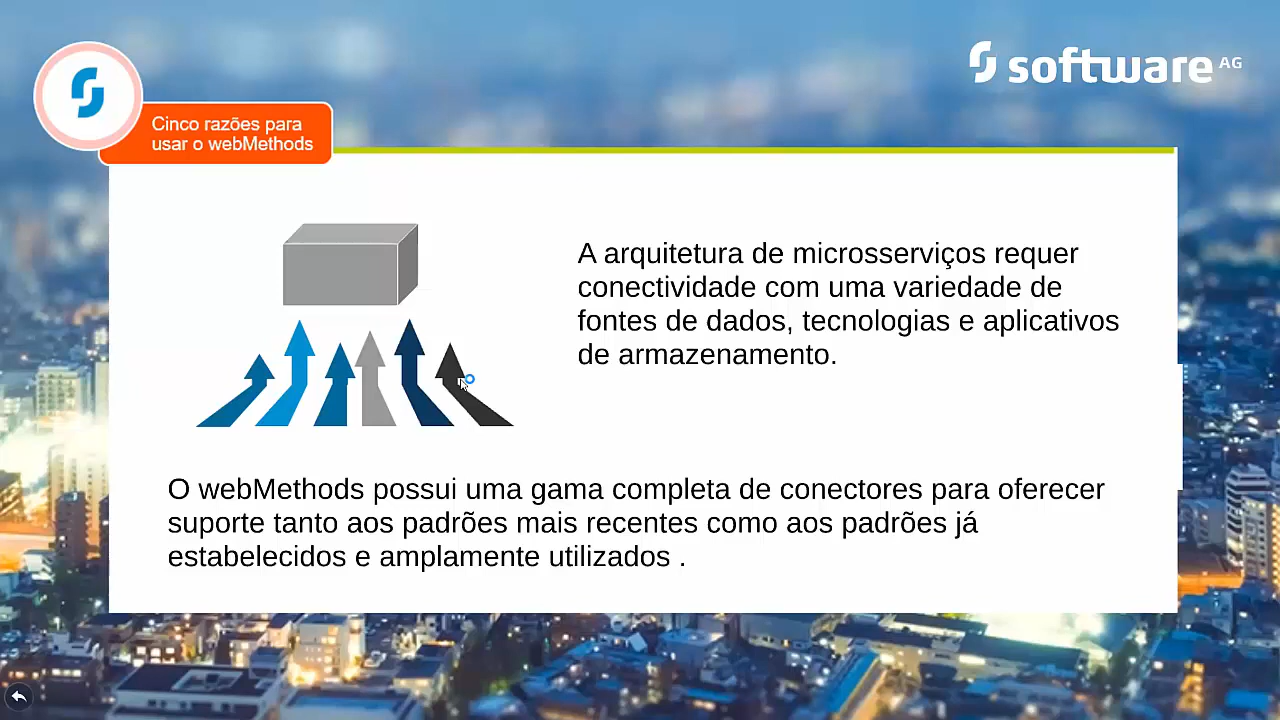 software AG
Cinco razões para
usar o webMethods
A arquitetura de microsserviços requer
conectividade com uma variedade de
fontes de dados, tecnologias e aplicativos
de armazenamento.
O webMethods possui uma gama completa de conectores para oferecer
suporte tanto aos padrões mais recentes como aos padrões já
estabelecidos e amplamente utilizados .